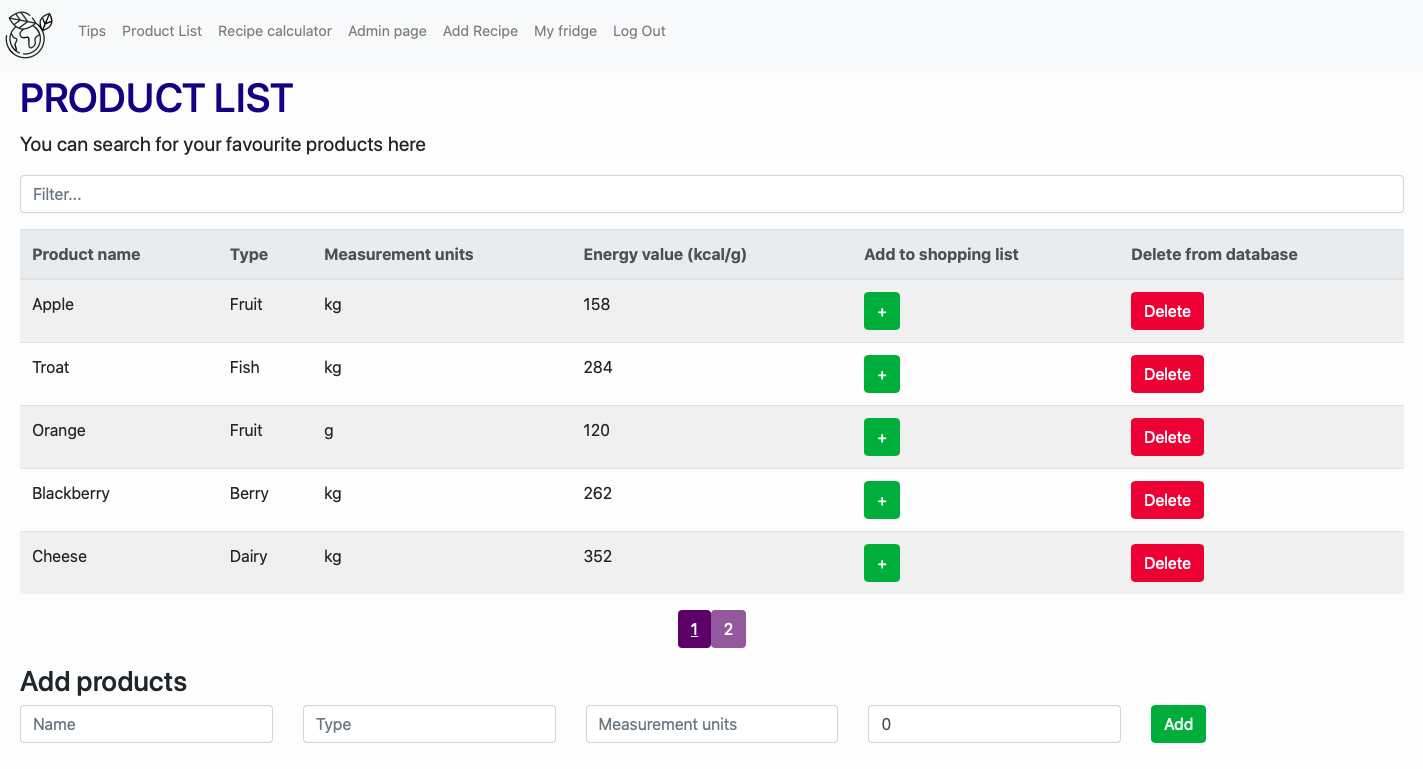 Tips Product List Recipe calculator Admin page Add Recipe My fridge Log Out
PRODUCT LIST
You can search for your favourite products here
Filter...
Product name Type Measurement units Energy value (kcal/g) Add to shopping list Delete from database
Apple Fruit kg 158 + Delete
Troat Fish kg 284 + Delete
Orange Fruit g 120 + Delete
Blackberry Berry kg 262 + Delete
Cheese Dairy kg 352 + Delete
1 2
Add products
Name Type Measurement units 0 Add